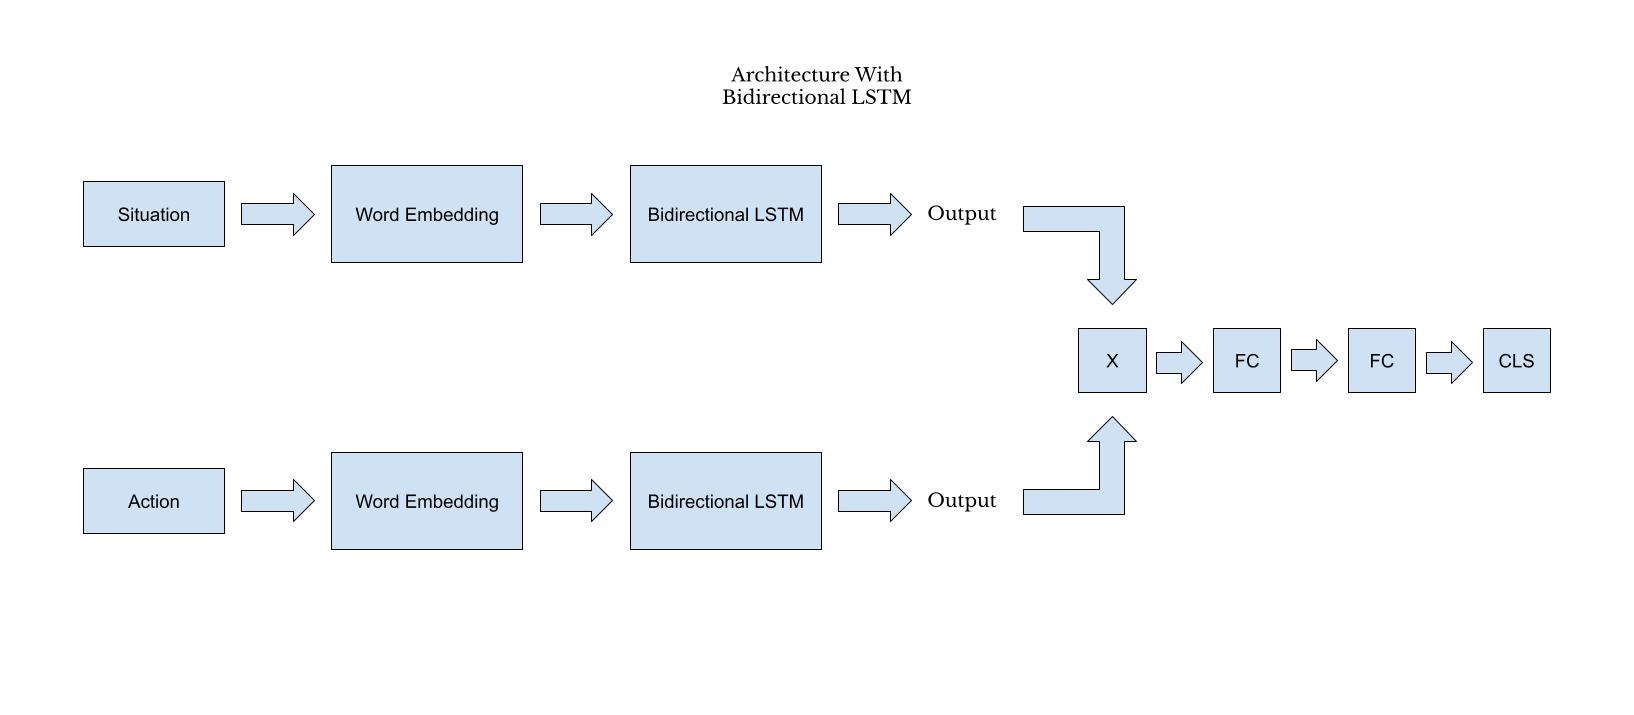 Architecture With
Bidirectional LSTM
Situation
Word Embedding
Bidirectional LSTM
Output
X
FC
FC
CLS
Action
Word Embedding
Bidirectional LSTM
Output